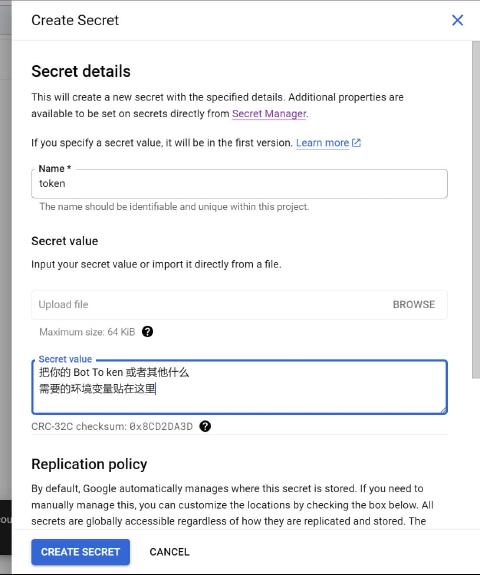 Create Secret
Secret details
This will create a new secret with the specified details. Additional properties are
available to be set on secrets directly from Secret Manager.
If you specify a secret value, it will be in the first version. Learn more
Name *
token
The name should be identifiable and unique within this project.
Secret value
Input your secret value or import it directly from a file.
Upload file BROWSE
Maximum size: 64 KiB
Secret value
把你的 Bot To ken 或者其他什么
需要的环境变量贴在这里
CRC-32C checksum: 0x8CD2DA3D
Replication policy
By default, Google automatically manages where this secret is stored. If you need to
manually manage this, you can customize the locations by checking the box below. All
secrets are globally accessible regardless of how they are replicated and stored. The
CREATE SECRET CANCEL